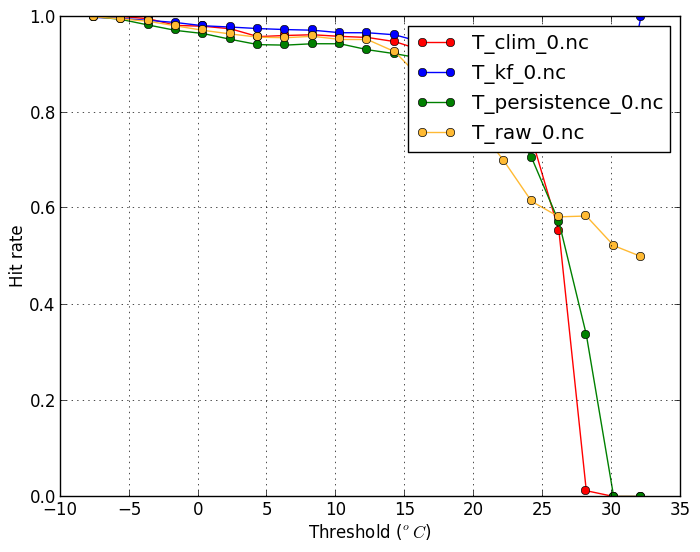 1.0
0.8
0.6
0.4
0.2
0.0
Hit rate
T_clim_0.nc
T_kf_0.nc
T_persistence_0.nc
T_raw_0.nc
−10 −5 0 5 10 15 20 25 30 35
Threshold (° C)